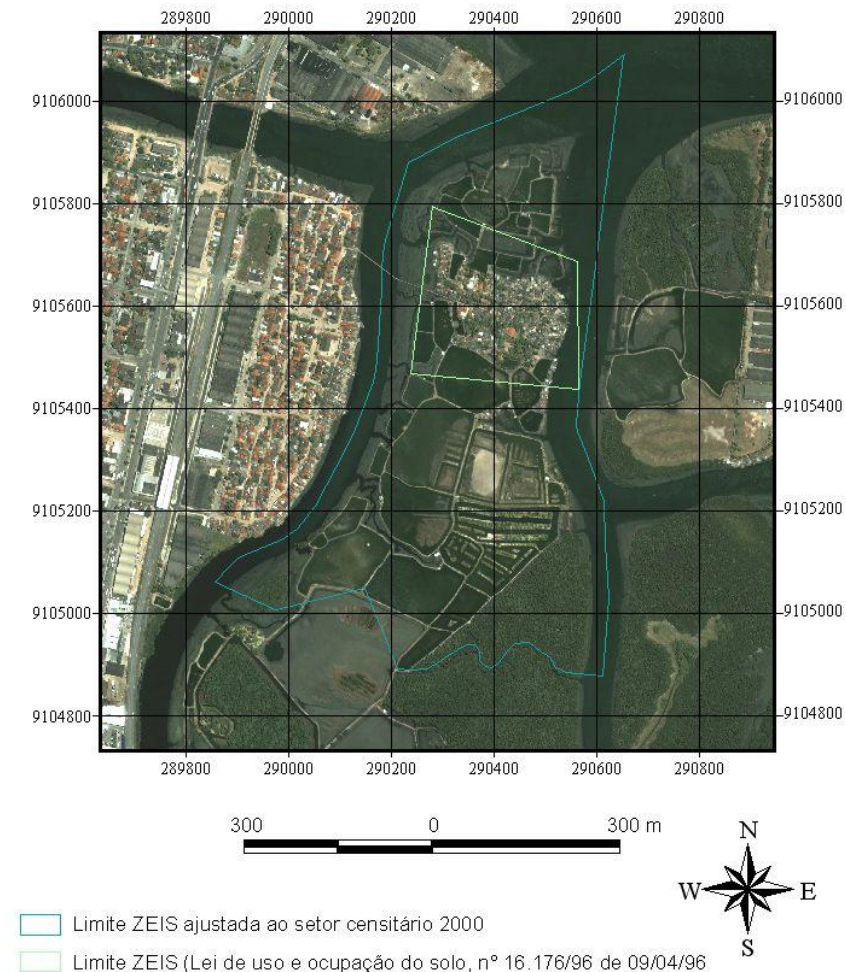 289800 290000 290200 290400 290600 290800
9106000 9106000
9105800 9105800
9105600 9105600
9105400 9105400
9105200 9105200
9105000 9105000
9104800 9104800
289800 290000 290200 290400 290600 290800
300 0 300 m
N
W E
S
Limite ZEIS ajustada ao setor censitário 2000
Limite ZEIS (Lei de uso e ocupação do solo, n° 16.176/96 de 09/04/96